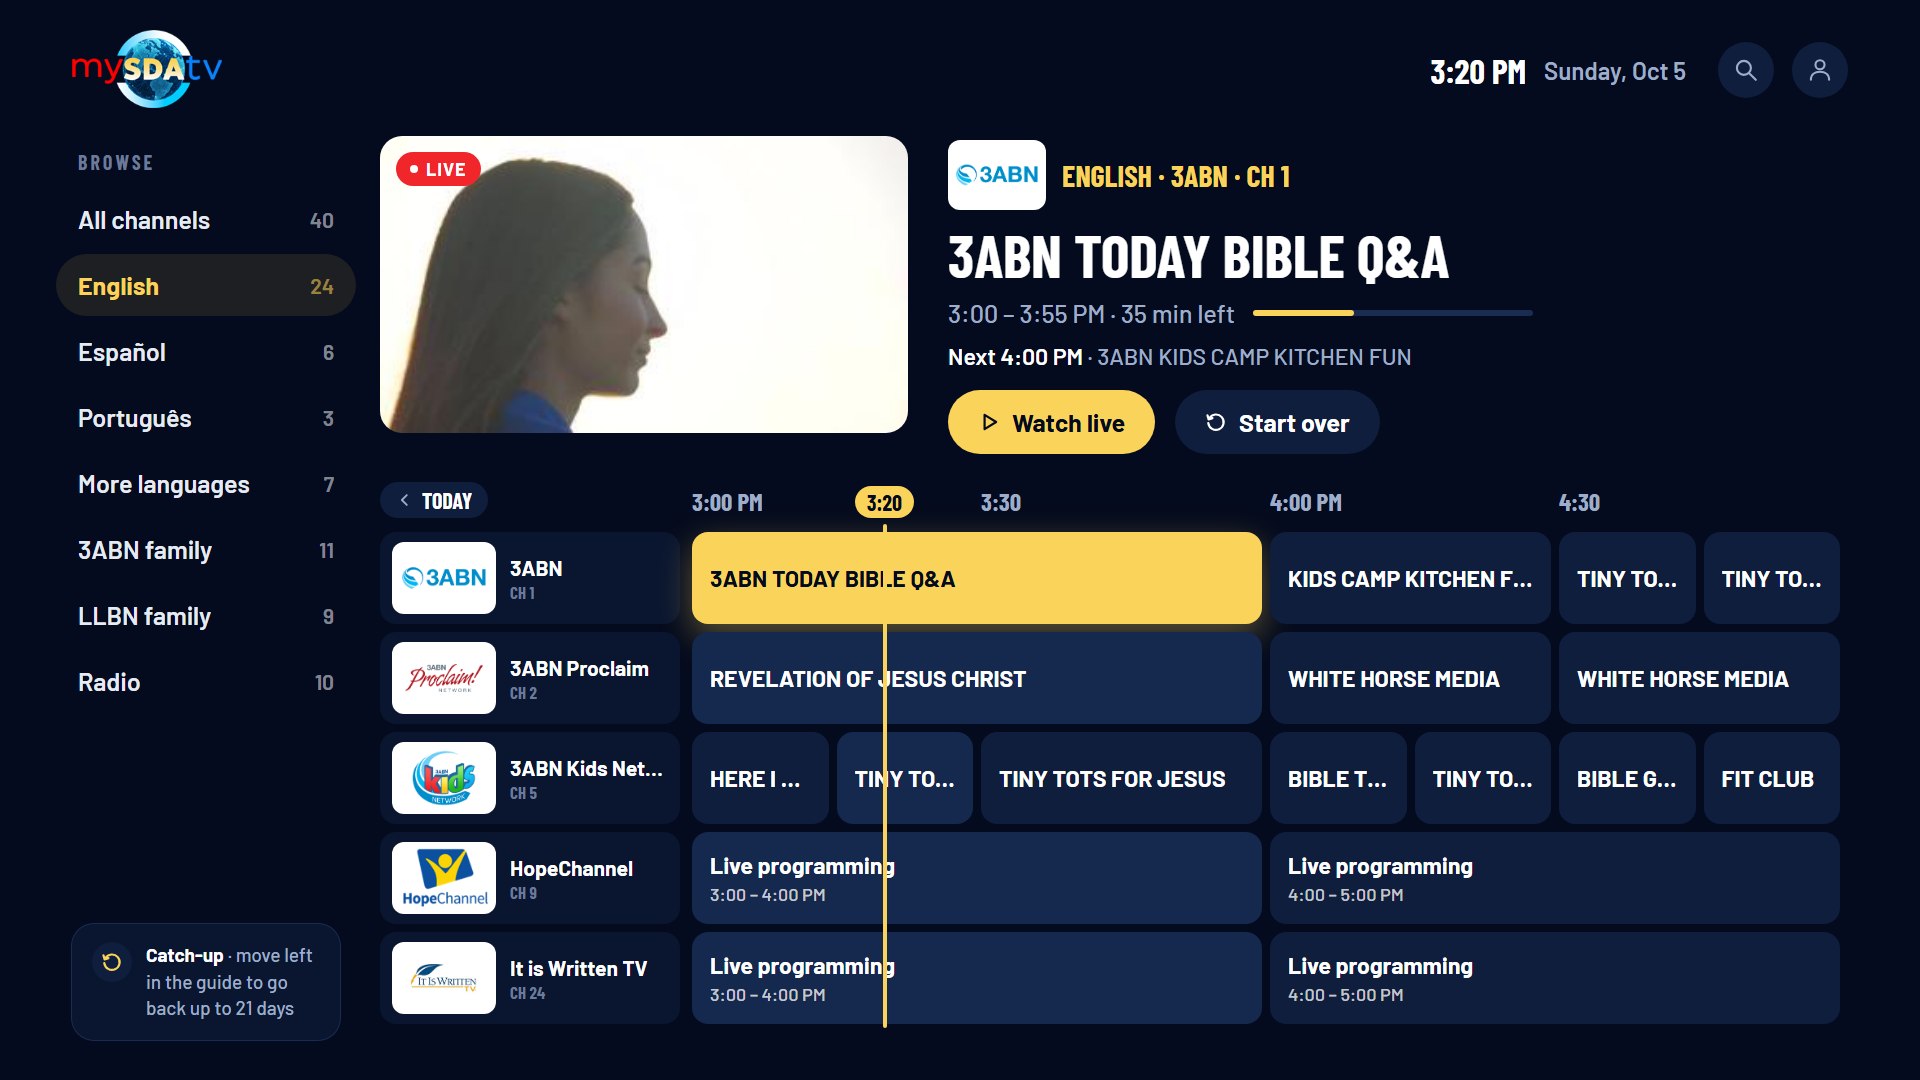 mySDAtv
3:20 PM Sunday, Oct 5
BROWSE
All channels 40
English 24
Español 6
Português 3
More languages 7
3ABN family 11
LLBN family 9
Radio 10
Catch-up · move left
in the guide to go
back up to 21 days
LIVE
3ABN ENGLISH · 3ABN · CH 1
3ABN TODAY BIBLE Q&A
3:00 – 3:55 PM · 35 min left
Next 4:00 PM · 3ABN KIDS CAMP KITCHEN FUN
Watch live Start over
TODAY 3:00 PM 3:20 3:30 4:00 PM 4:30
3ABN 3ABN
CH 1
3ABN TODAY BIBLE Q&A KIDS CAMP KITCHEN F... TINY TO... TINY TO...
3ABN Proclaim! NETWORK
3ABN Proclaim
CH 2
REVELATION OF JESUS CHRIST WHITE HORSE MEDIA WHITE HORSE MEDIA
3ABN kids NETWORK
3ABN Kids Net...
CH 5
HERE I ... TINY TO... TINY TOTS FOR JESUS BIBLE T... TINY TO... BIBLE G... FIT CLUB
HopeChannel
HopeChannel
CH 9
Live programming Live programming
3:00 – 4:00 PM 4:00 – 5:00 PM
IT IS WRITTEN TV
It is Written TV
CH 24
Live programming Live programming
3:00 – 4:00 PM 4:00 – 5:00 PM